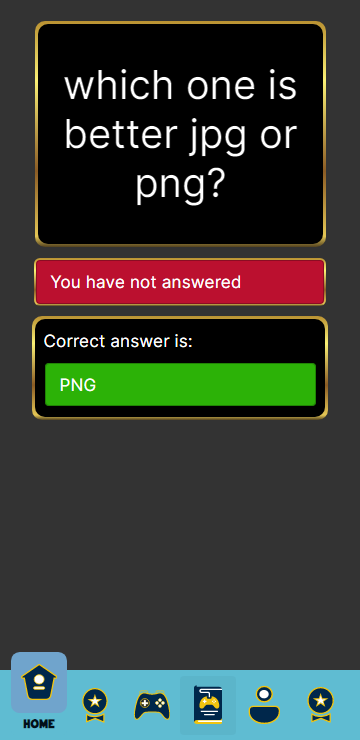 which one is
better jpg or
png?
You have not answered
Correct answer is:
PNG
HOME